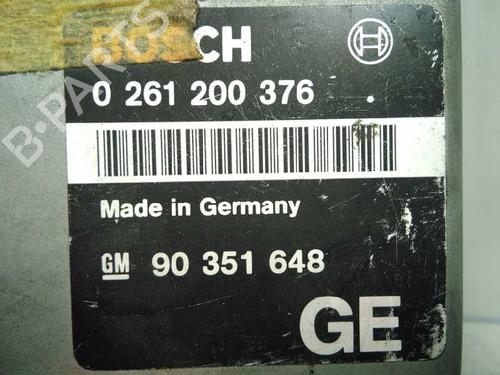 BOSCH
0 261 200 376
Made in Germany
GM 90 351 648
GE
B-PARTS